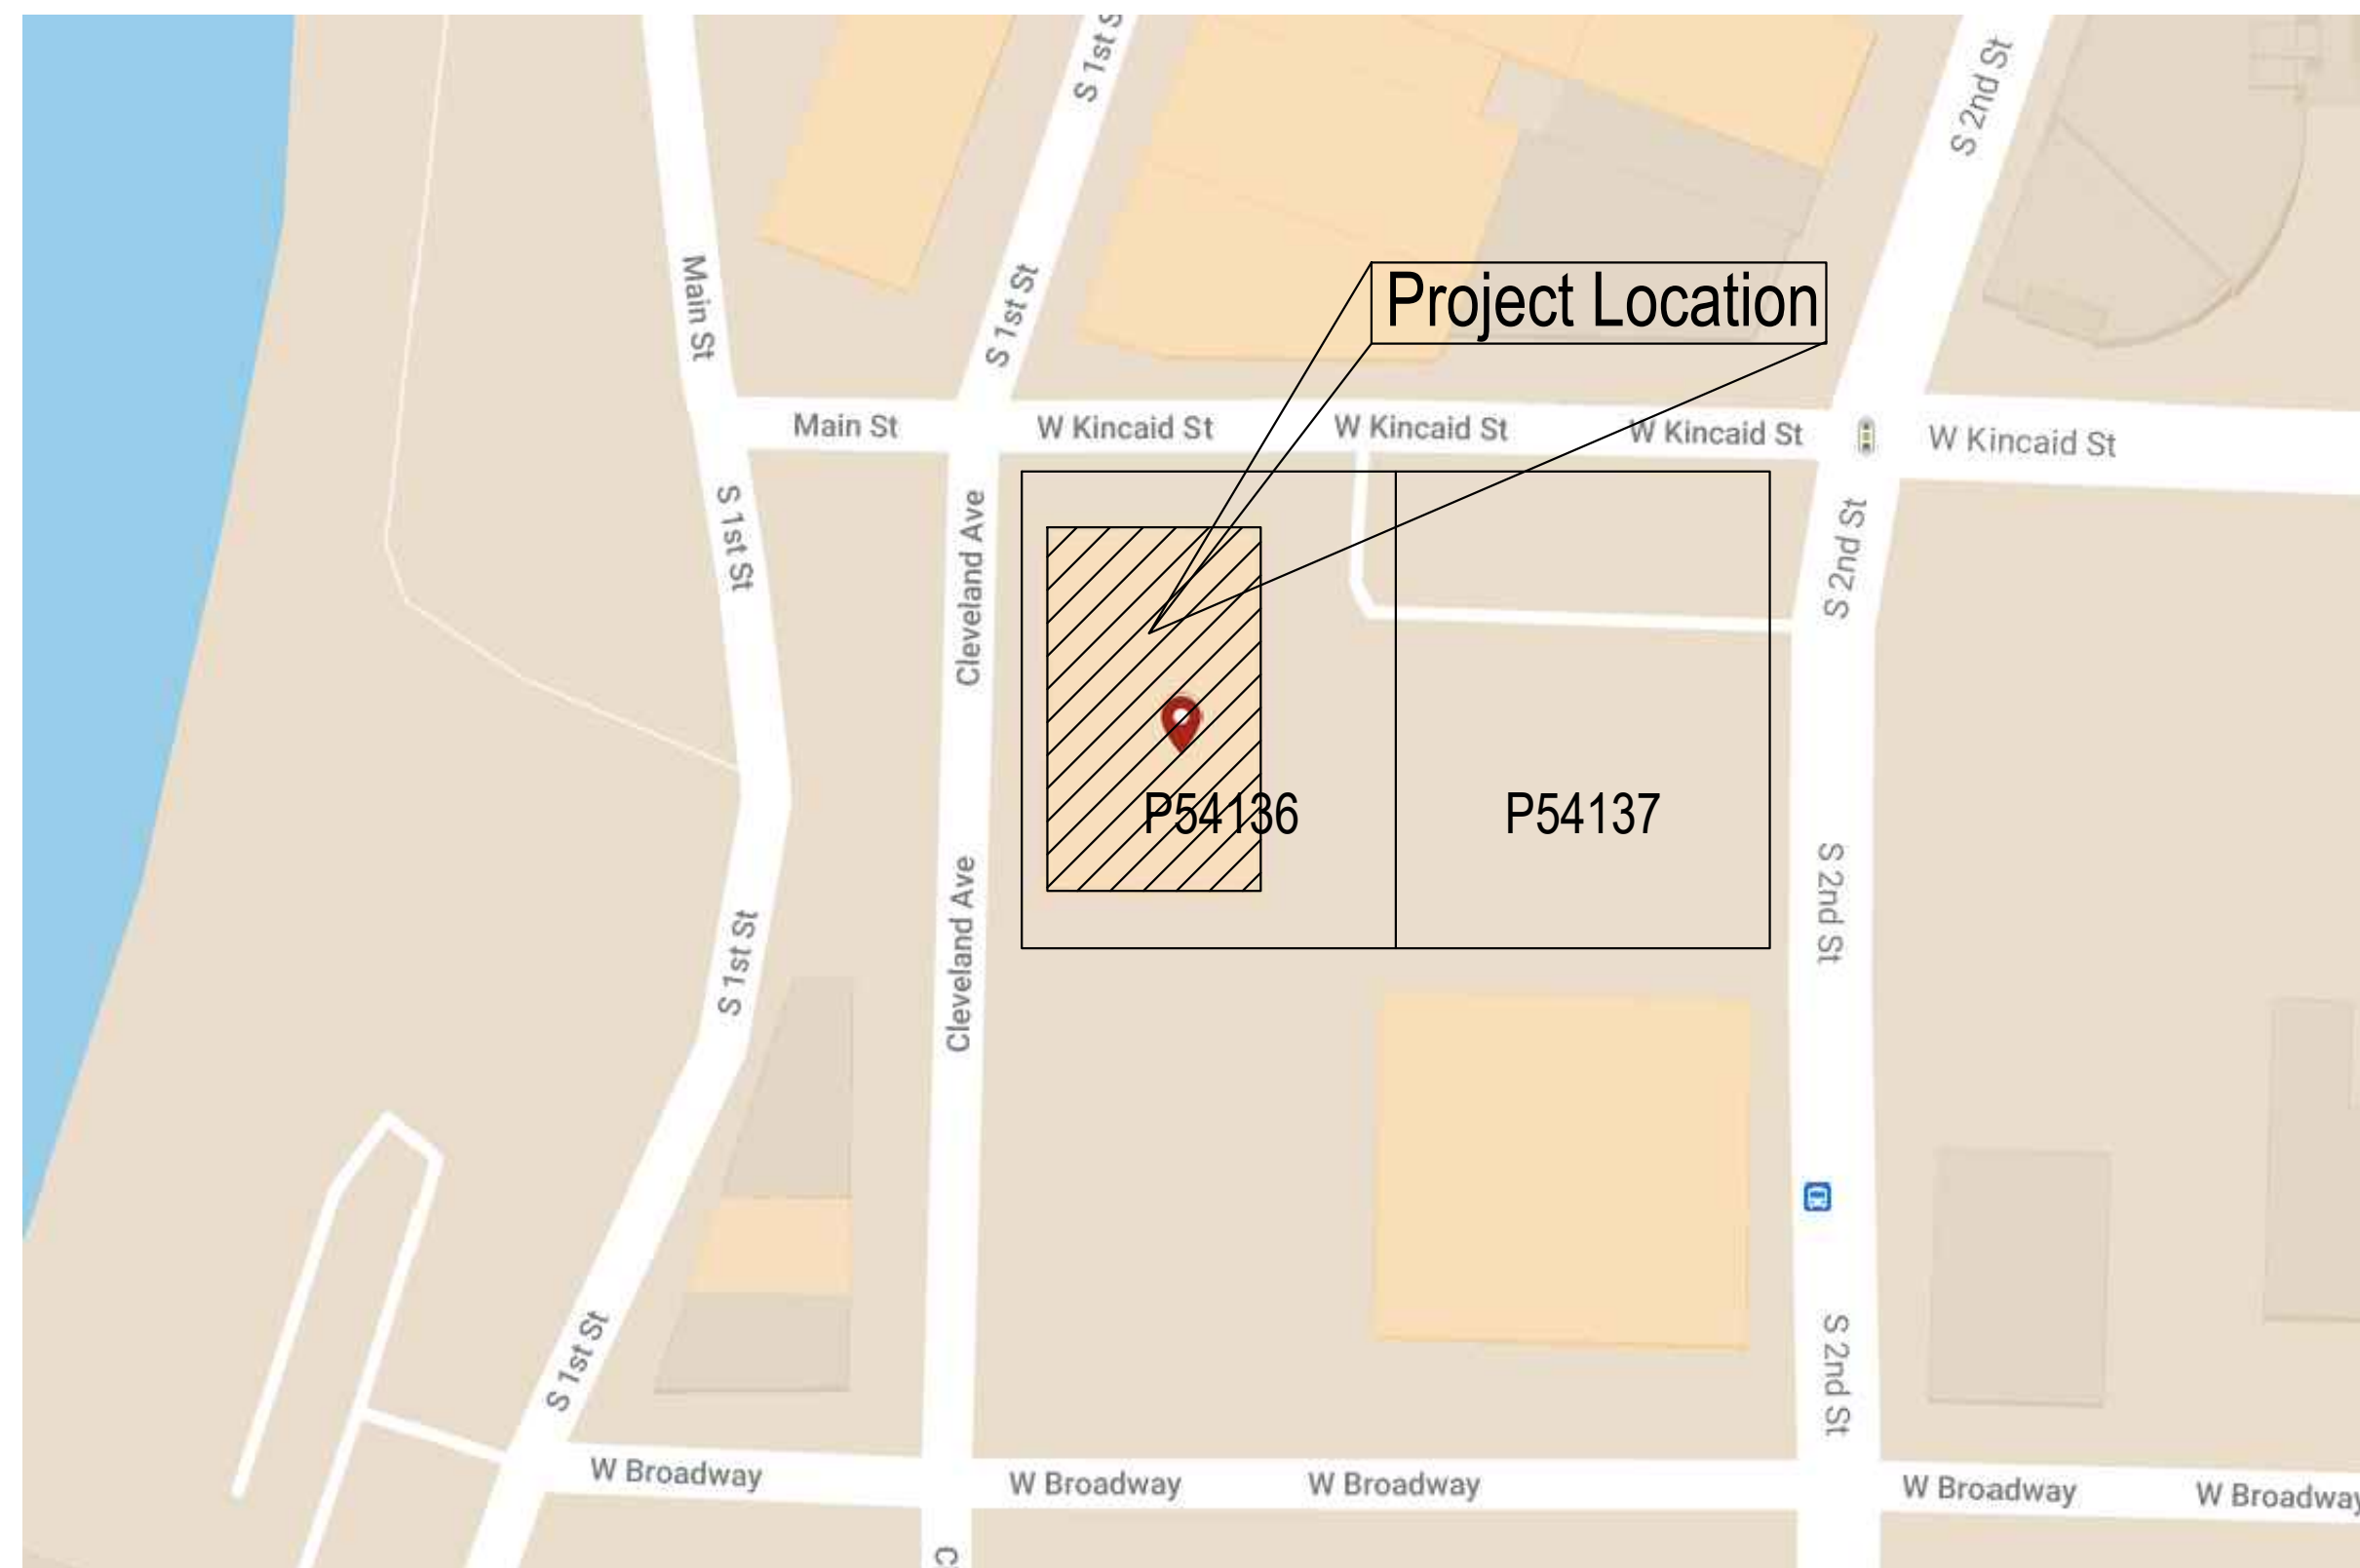 S 1st S
S 2nd St
Main St
S 1st St
Project Location
Main St
W Kincaid St
W Kincaid St
W Kincaid St
W Kincaid St
S 1st St
Cleveland Ave
S 2nd St
P54136
P54137
S 2nd St
S 1st St
Cleveland Ave
S 1st St
S 2nd St
W Broadway
W Broadway
W Broadway
W Broadway
W Broadway
C